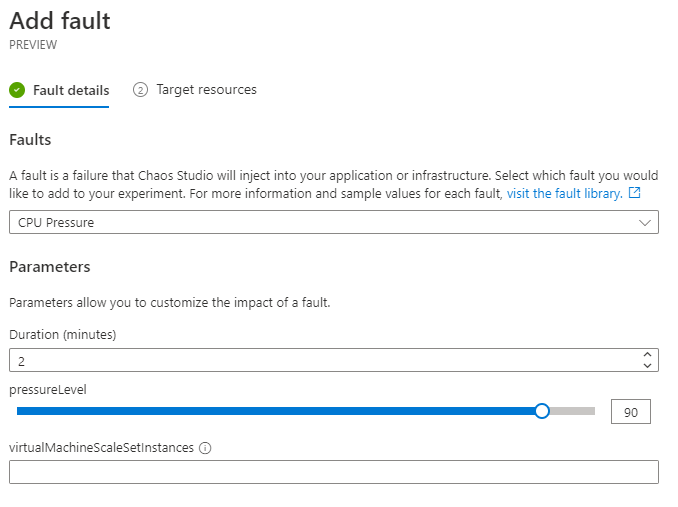 Add fault
PREVIEW
Fault details
2 Target resources
Faults
A fault is a failure that Chaos Studio will inject into your application or infrastructure. Select which fault you would
like to add to your experiment. For more information and sample values for each fault, visit the fault library.
CPU Pressure
Parameters
Parameters allow you to customize the impact of a fault.
Duration (minutes)
2
pressureLevel
90
virtualMachineScaleSetInstances